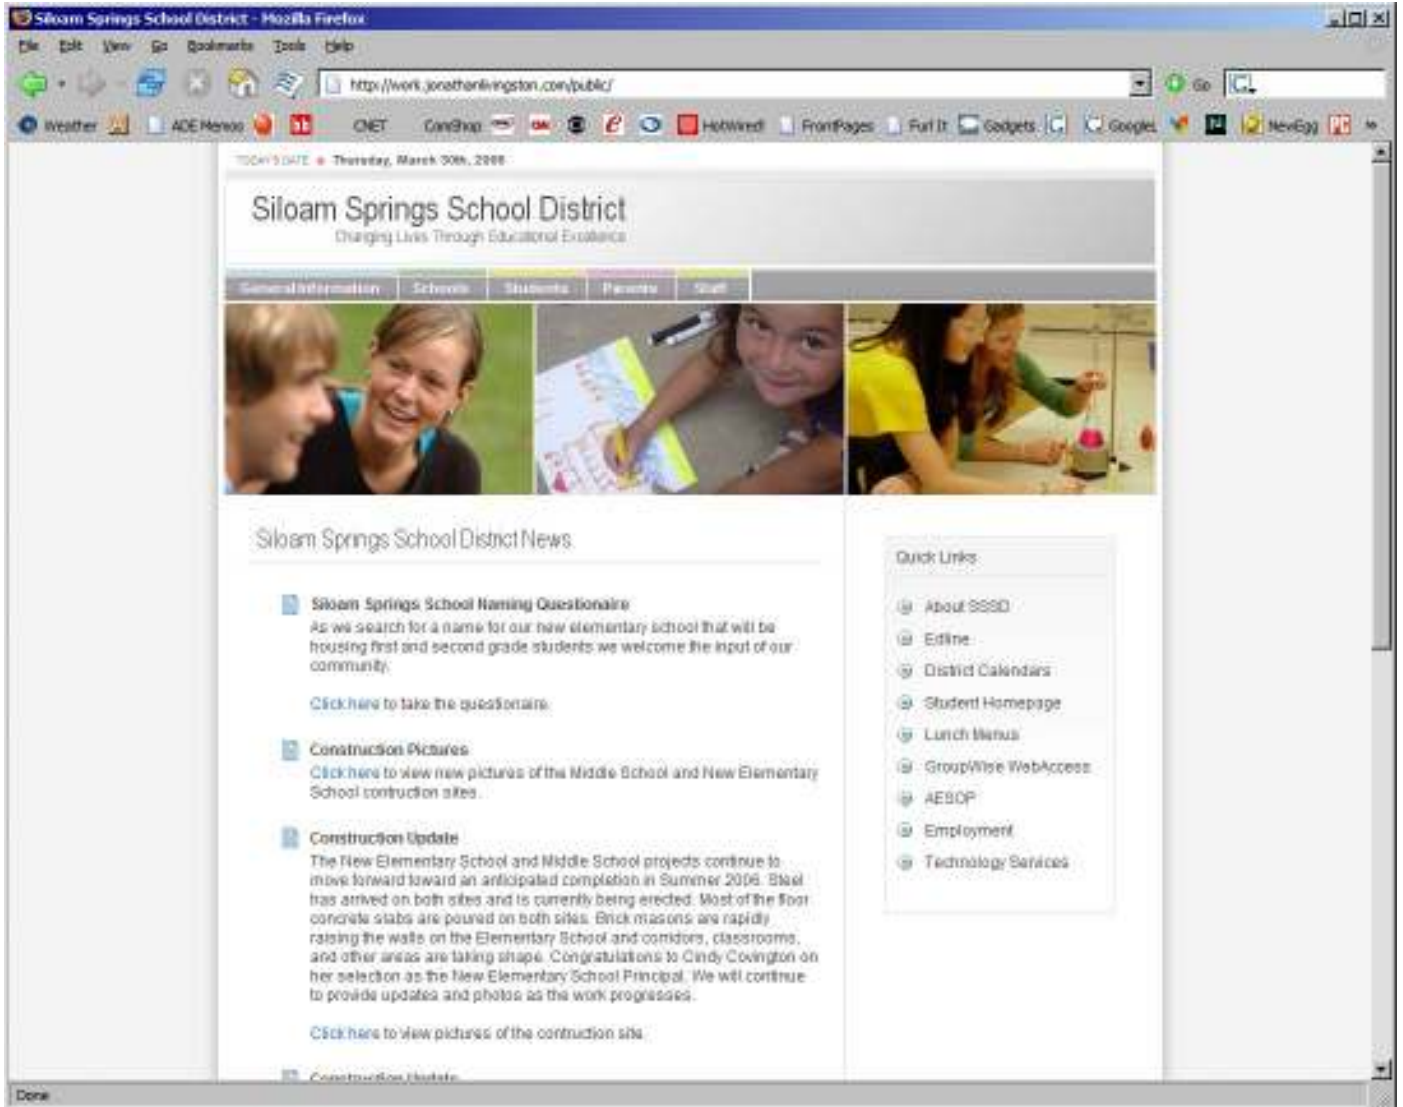 Siloam Springs School District - Mozilla Firefox
File Edit View Go Bookmarks Tools Help
http://work.jonathanlivingston.com/public/ Go
Weather ADE Memos CNET ComShop HotWired FrontPages Furl It Gadgets NewEgg
TODAY'S DATE Thursday, March 30th, 2006
Siloam Springs School District
Changing Lives Through Educational Excellence
General Information Schools Students Parents Staff
Siloam Springs School District News
Siloam Springs School Naming Questionaire
As we search for a name for our new elementary school that will be
housing first and second grade students we welcome the input of our
community.
Click here to take the questionaire.
Construction Pictures
Click here to view new pictures of the Middle School and New Elementary
School contruction sites.
Construction Update
The New Elementary School and Middle School projects continue to
move forward toward an anticipated completion in Summer 2006. Steel
has arrived on both sites and is currently being erected. Most of the floor
concrete slabs are poured on both sites. Brick masons are rapidly
raising the walls on the Elementary School and corridors, classrooms,
and other areas are taking shape. Congratulations to Cindy Covington on
her selection as the New Elementary School Principal. We will continue
to provide updates and photos as the work progresses.
Click here to view pictures of the contruction site.
Construction Update
Quick Links
About SSSD
Edline
District Calendars
Student Homepage
Lunch Menus
GroupWise WebAccess
AESOP
Employment
Technology Services
Done